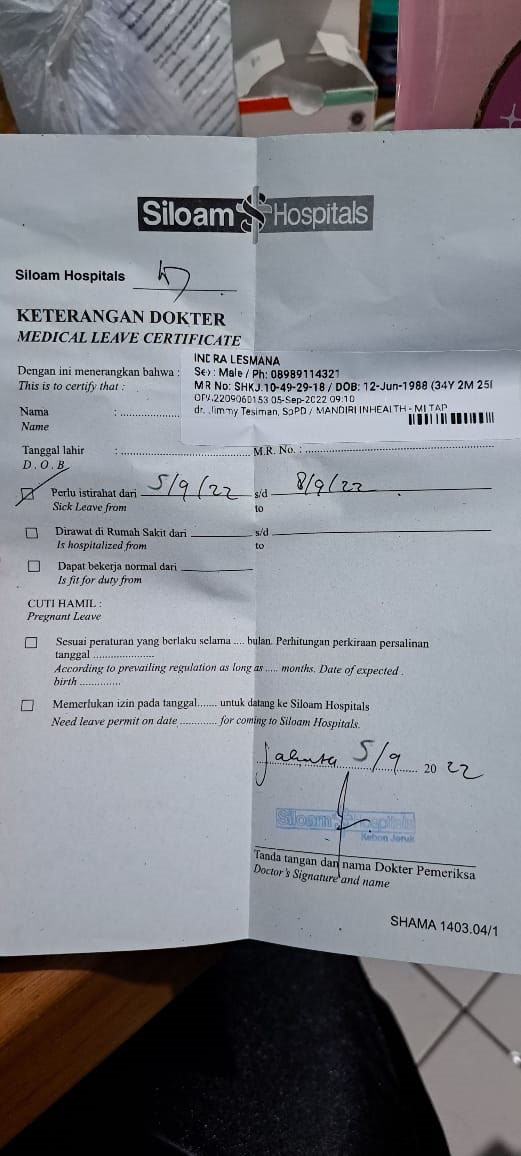 Siloam Hospitals
Siloam Hospitals
KETERANGAN DOKTER
MEDICAL LEAVE CERTIFICATE
Dengan ini menerangkan bahwa :
This is to certify that :
INDRA LESMANA
Sex : Male / Ph: 08989114321
MR No: SHKJ.10-49-29-18 / DOB: 12-Jun-1988 (34Y 2M 25
OPA2209060153 05-Sep-2022 09:10
dr. Jimmy Tesiman, SpPD / MANDIRI INHEALTH - MITAP
Nama :
Name
Tanggal lahir : M.R. No. :
D.O.B
Perlu istirahat dari 5/9/22 s/d 8/9/22
Sick Leave from to
Dirawat di Rumah Sakit dari s/d
Is hospitalized from to
Dapat bekerja normal dari
Is fit for duty from
CUTI HAMIL :
Pregnant Leave
Sesuai peraturan yang berlaku selama .... bulan. Perhitungan perkiraan persalinan
tanggal ....................
According to prevailing regulation as long as ..... months. Date of expected .
birth .............
Memerlukan izin pada tanggal....... untuk datang ke Siloam Hospitals
Need leave permit on date ............ for coming to Siloam Hospitals.
Jakarta 5/9 20 22
Siloam Hospitals
Kebon Jeruk
Tanda tangan dan nama Dokter Pemeriksa
Doctor's Signature and name
SHAMA 1403.04/1